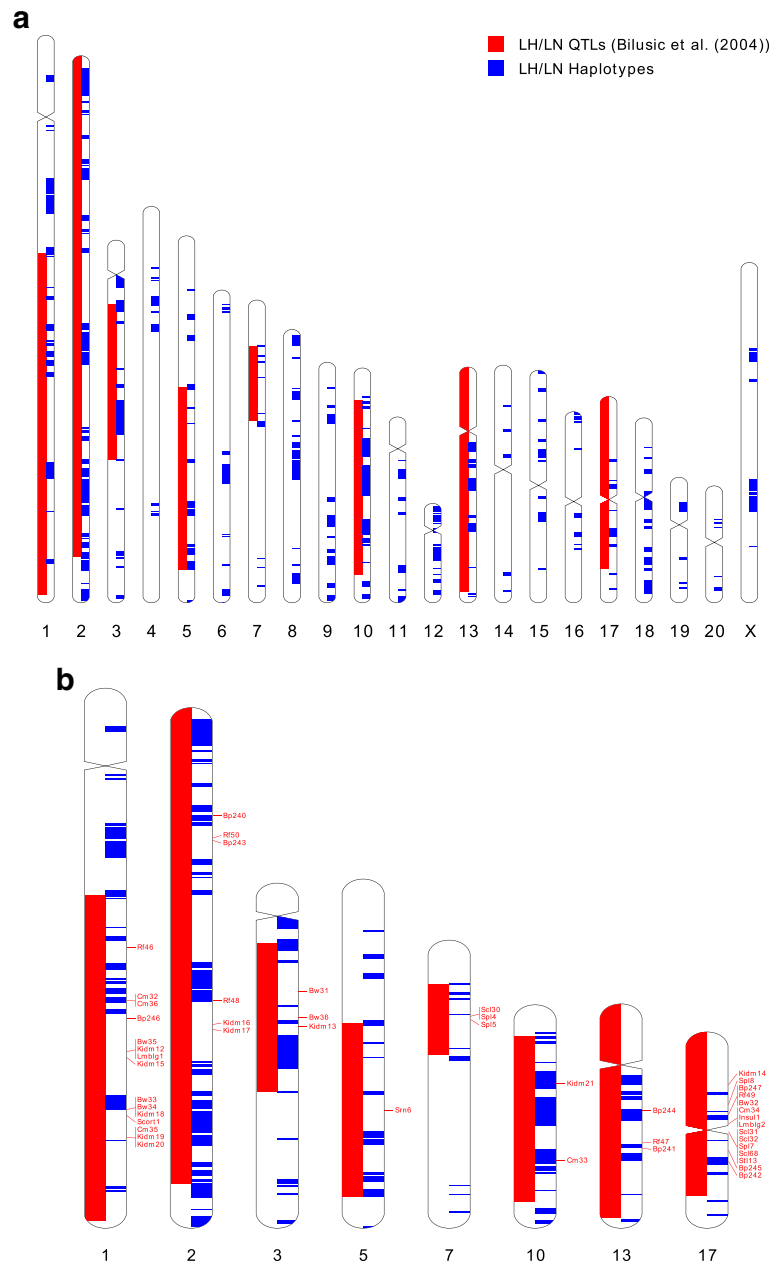 a
LH/LN QTLs (Bilusic et al. (2004))
LH/LN Haplotypes
1 2 3 4 5 6 7 8 9 10 11 12 13 14 15 16 17 18 19 20 X
b
Rf46
Cm32
Cm36
Bp246
Bw35
Kidm12
Lmblg1
Kidm15
Bw33
Bw34
Kidm18
Scort1
Cm35
Kidm19
Kidm20
Bp240
Rf50
Bp243
Rf48
Kidm16
Kidm17
Bw31
Bw36
Kidm13
Srn6
Scl30
Spl4
Spl5
Kidm21
Cm33
Bp244
Rf47
Bp241
Kidm14
Spl8
Bp247
Rf49
Bw32
Cm34
Insul1
Lmblg2
Scl31
Scl32
Spl7
Scl68
Stl13
Bp245
Bp242
1 2 3 5 7 10 13 17